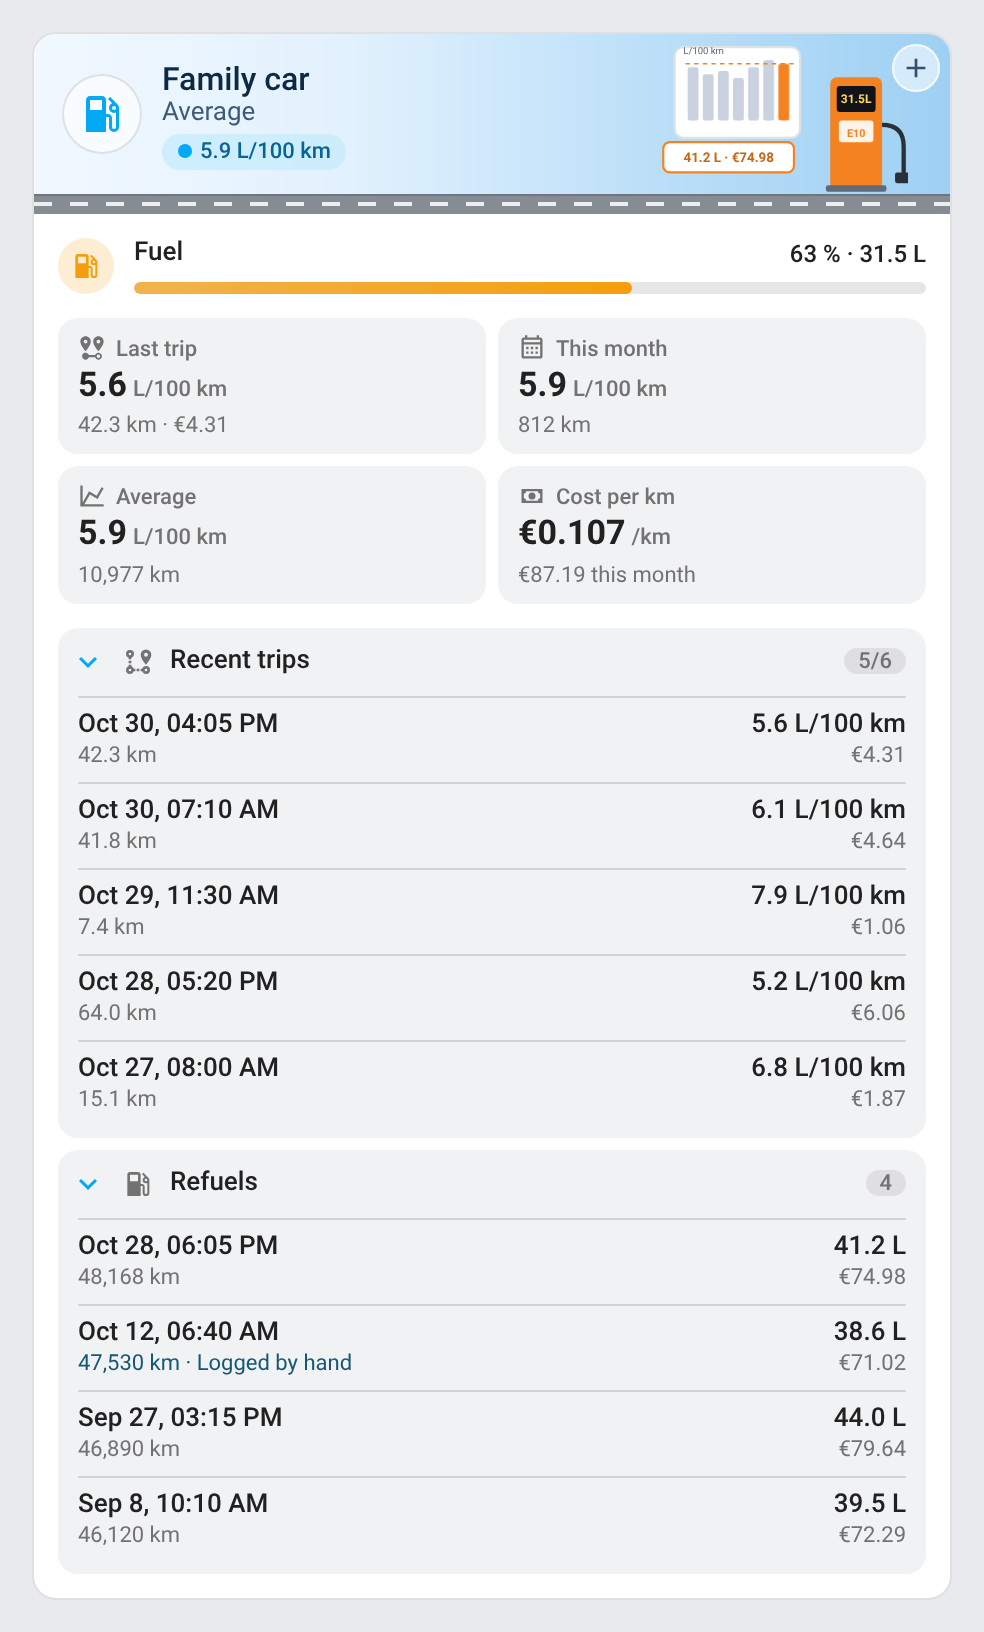 Family car
Average
5.9 L/100 km
L/100 km
41.2 L · €74.98
31.5L
E10
Fuel
63 % · 31.5 L
Last trip
5.6 L/100 km
42.3 km · €4.31
This month
5.9 L/100 km
812 km
Average
5.9 L/100 km
10,977 km
Cost per km
€0.107 /km
€87.19 this month
Recent trips 5/6
Oct 30, 04:05 PM 5.6 L/100 km
42.3 km €4.31
Oct 30, 07:10 AM 6.1 L/100 km
41.8 km €4.64
Oct 29, 11:30 AM 7.9 L/100 km
7.4 km €1.06
Oct 28, 05:20 PM 5.2 L/100 km
64.0 km €6.06
Oct 27, 08:00 AM 6.8 L/100 km
15.1 km €1.87
Refuels 4
Oct 28, 06:05 PM 41.2 L
48,168 km €74.98
Oct 12, 06:40 AM 38.6 L
47,530 km · Logged by hand €71.02
Sep 27, 03:15 PM 44.0 L
46,890 km €79.64
Sep 8, 10:10 AM 39.5 L
46,120 km €72.29